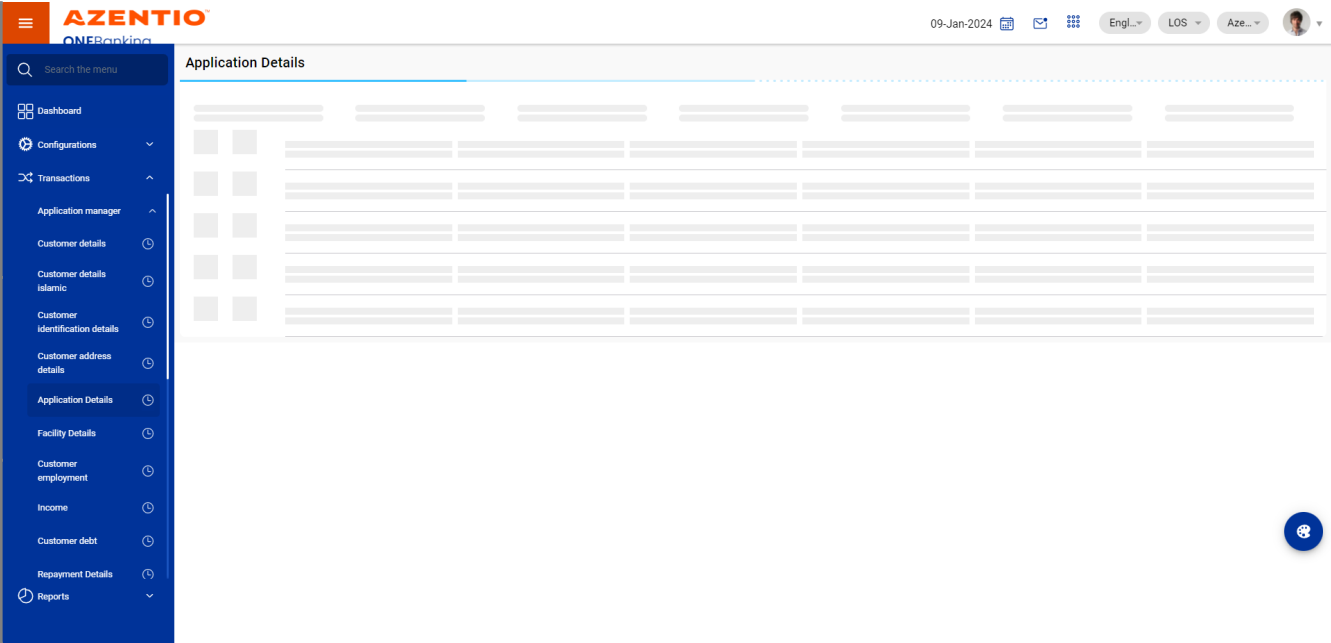 AZENTIO™
ONEBanking
09-Jan-2024
Engl...
LOS
Aze...
Search the menu
Application Details
Dashboard
Configurations
Transactions
Application manager
Customer details
Customer details
islamic
Customer
identification details
Customer address
details
Application Details
Facility Details
Customer
employment
Income
Customer debt
Repayment Details
Reports